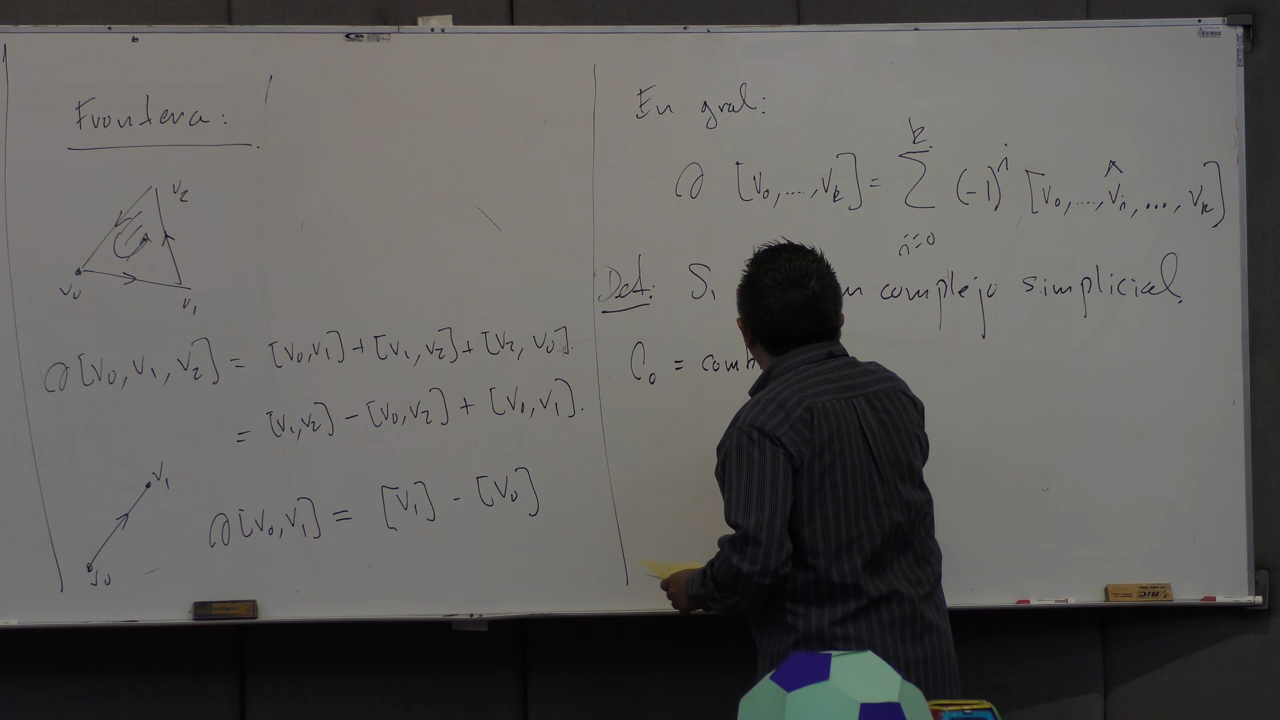 Frontera:
v₂
v₀
v₁
∂[v₀, v₁, v₂] = [v₀,v₁] + [v₁, v₂] + [v₂, v₀].
= [v₁,v₂] - [v₀,v₂] + [v₀, v₁].
v₁
v₀
∂[v₀,v₁] = [v₁] - [v₀]
En gral:
∂ [v₀,...,vₖ] = ∑ᵢ₌₀ᵏ (-1)ⁱ [v₀,...,v̂ᵢ,...,vₖ]
Def: Si complejo simplicial.
C₀ = comb
BIC